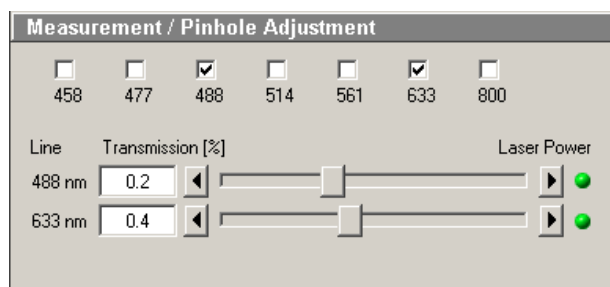 Measurement / Pinhole Adjustment
458 477 488 514 561 633 800
Line Transmission [%] Laser Power
488 nm 0.2
633 nm 0.4